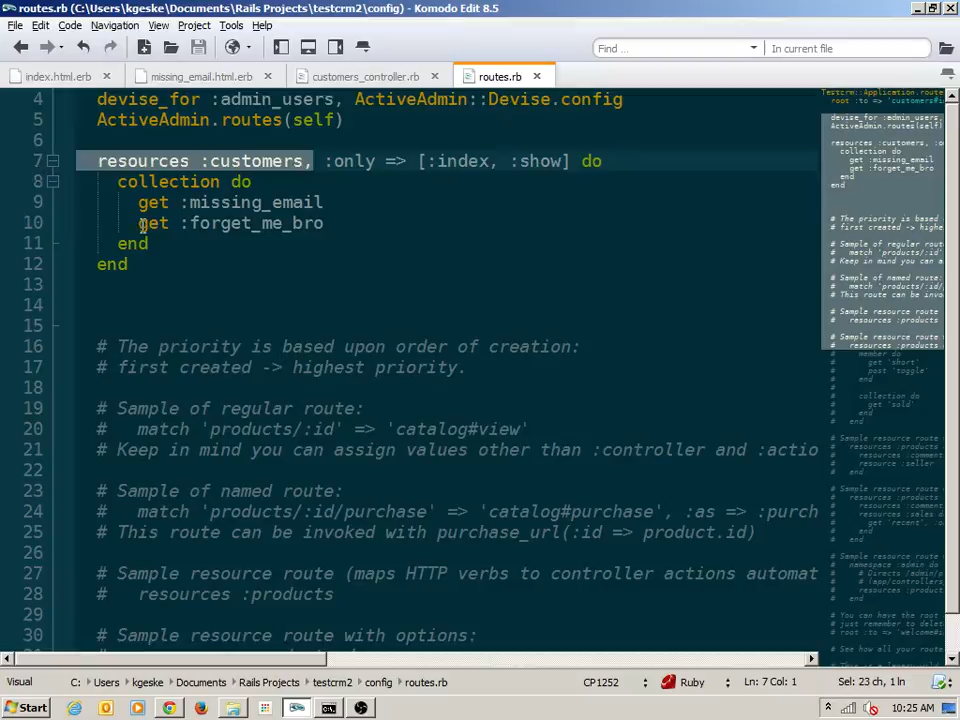 routes.rb (C:\Users\kgeske\Documents\Rails Projects\testcrm2\config) - Komodo Edit 8.5
File Edit Code Navigation View Project Tools Help
Find... In current file
index.html.erb missing_email.html.erb customers_controller.rb routes.rb
4 devise_for :admin_users, ActiveAdmin::Devise.config
5 ActiveAdmin.routes(self)
6
7 resources :customers, :only => [:index, :show] do
8 collection do
9 get :missing_email
10 get :forget_me_bro
11 end
12 end
13
14
15
16 # The priority is based upon order of creation:
17 # first created -> highest priority.
18
19 # Sample of regular route:
20 #   match 'products/:id' => 'catalog#view'
21 # Keep in mind you can assign values other than :controller and :actio
22
23 # Sample of named route:
24 #   match 'products/:id/purchase' => 'catalog#purchase', :as => :purch
25 # This route can be invoked with purchase_url(:id => product.id)
26
27 # Sample resource route (maps HTTP verbs to controller actions automat
28 #   resources :products
29
30 # Sample resource route with options:
Visual C: Users kgeske Documents Rails Projects testcrm2 config routes.rb CP1252 Ruby Ln: 7 Col: 1 Sel: 23 ch, 1 ln
Start 10:25 AM